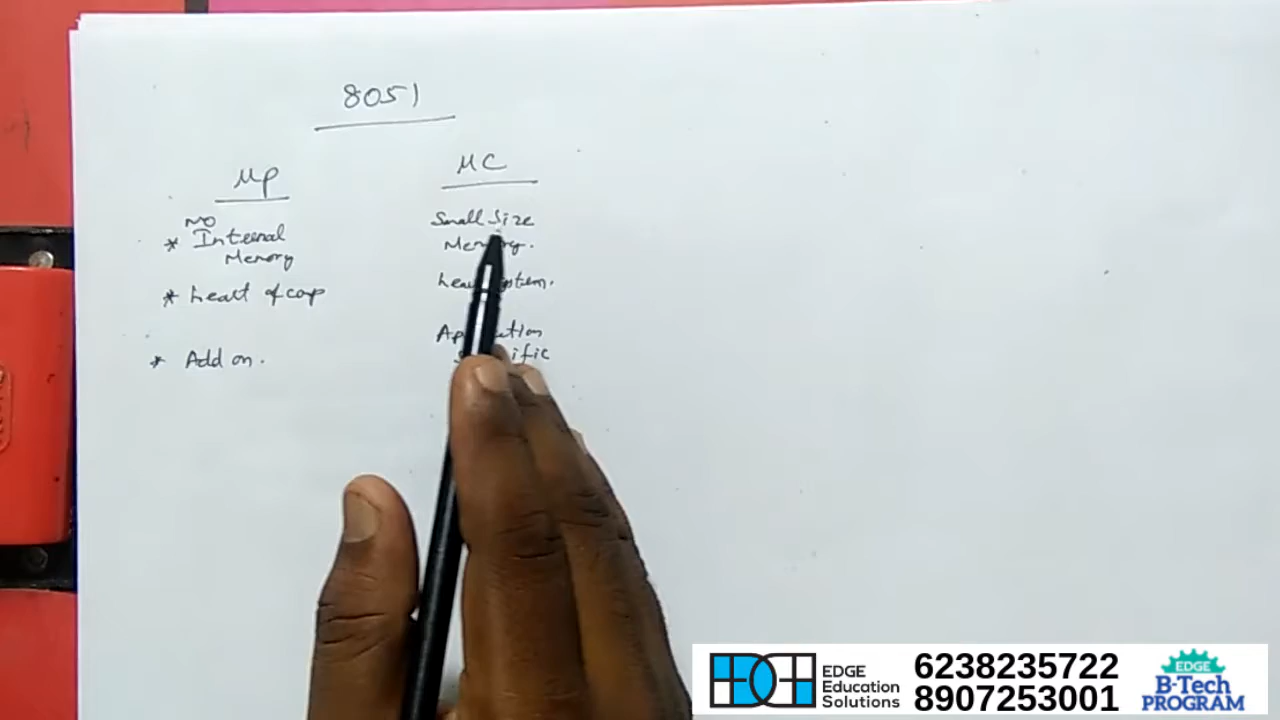 8051
μP
μC
No
* Internal
Memory
* heart of cop
* Add on.
Small Size
Memory.
EDGE
Education
Solutions
6238235722
8907253001
EDGE
B-Tech
PROGRAM